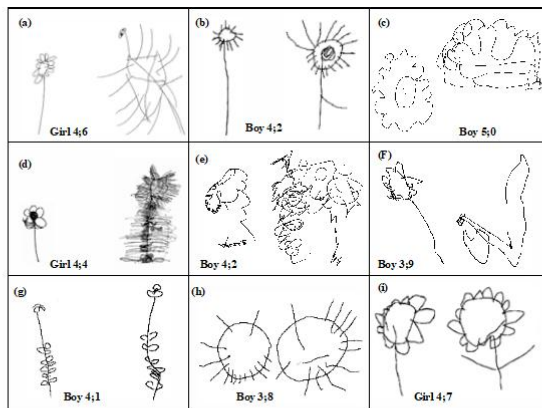 (a)
Girl 4;6
(b)
Boy 4;2
(c)
Boy 5;0
(d)
Girl 4;4
(e)
Boy 4;2
(F)
Boy 3;9
(g)
Boy 4;1
(h)
Boy 3;8
(i)
Girl 4;7